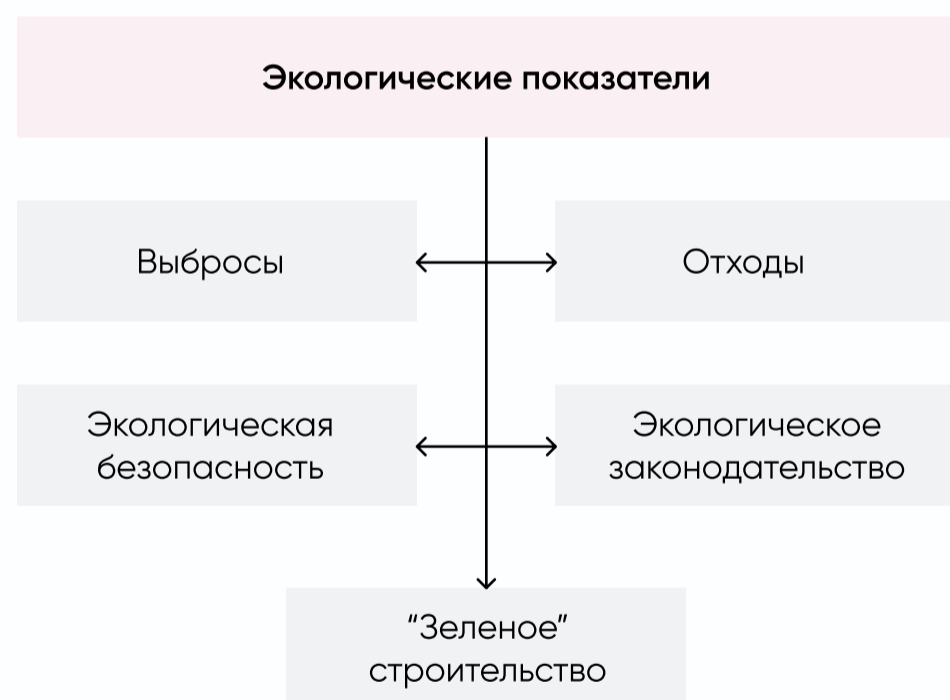 Экологические показатели
Выбросы
Отходы
Экологическая
безопасность
Экологическое
законодательство
“Зеленое”
строительство